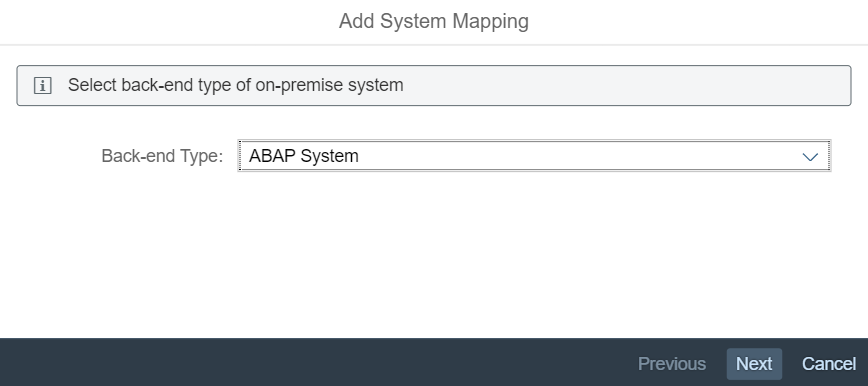 Add System Mapping
i Select back-end type of on-premise system
Back-end Type: ABAP System
Previous Next Cancel